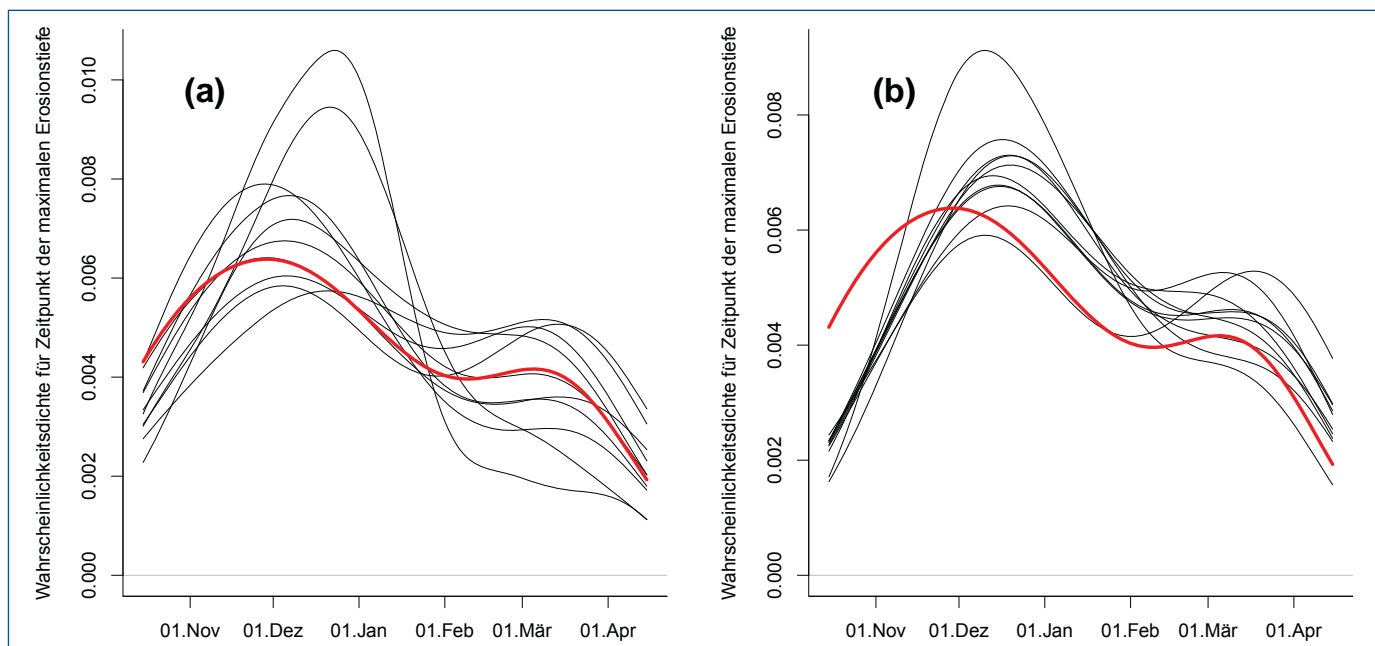 Wahrscheinlichkeitsdichte für Zeitpunkt der maximalen Erosionstiefe
0.010
0.008
0.006
0.004
0.002
0.000
(a)
01.Nov 01.Dez 01.Jan 01.Feb 01.Mär 01.Apr
Wahrscheinlichkeitsdichte für Zeitpunkt der maximalen Erosionstiefe
0.008
0.006
0.004
0.002
0.000
(b)
01.Nov 01.Dez 01.Jan 01.Feb 01.Mär 01.Apr